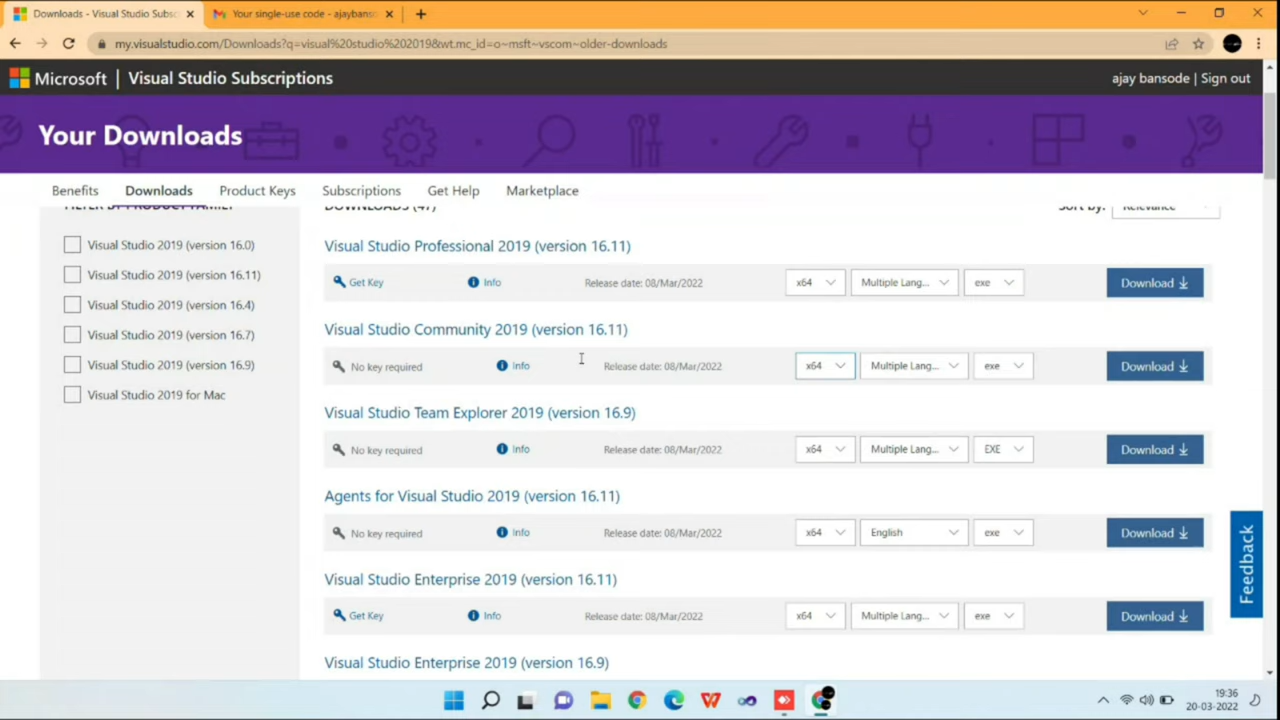 Downloads - Visual Studio Subsc
Your single-use code - ajaybanso
my.visualstudio.com/Downloads?q=visual%20studio%202019&wt.mc_id=o~msft~vscom~older-downloads
Microsoft | Visual Studio Subscriptions
ajay bansode | Sign out
Your Downloads
Benefits Downloads Product Keys Subscriptions Get Help Marketplace
FILTER BY PRODUCT FAMILY
DOWNLOADS (47)
Sort by: Relevance
Visual Studio 2019 (version 16.0)
Visual Studio 2019 (version 16.11)
Visual Studio 2019 (version 16.4)
Visual Studio 2019 (version 16.7)
Visual Studio 2019 (version 16.9)
Visual Studio 2019 for Mac
Visual Studio Professional 2019 (version 16.11)
Get Key Info Release date: 08/Mar/2022 x64 Multiple Lang... exe Download
Visual Studio Community 2019 (version 16.11)
No key required Info Release date: 08/Mar/2022 x64 Multiple Lang... exe Download
Visual Studio Team Explorer 2019 (version 16.9)
No key required Info Release date: 08/Mar/2022 x64 Multiple Lang... EXE Download
Agents for Visual Studio 2019 (version 16.11)
No key required Info Release date: 08/Mar/2022 x64 English exe Download
Visual Studio Enterprise 2019 (version 16.11)
Get Key Info Release date: 08/Mar/2022 x64 Multiple Lang... exe Download
Visual Studio Enterprise 2019 (version 16.9)
Feedback
19:36
20-03-2022